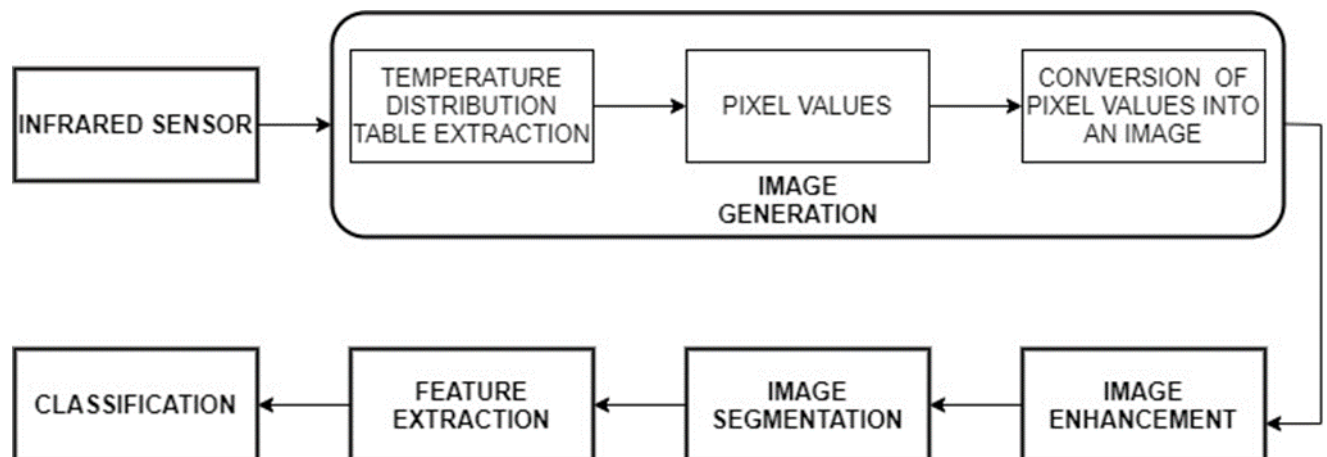 INFRARED SENSOR
TEMPERATURE
DISTRIBUTION
TABLE EXTRACTION
PIXEL VALUES
CONVERSION OF
PIXEL VALUES INTO
AN IMAGE
IMAGE
GENERATION
CLASSIFICATION
FEATURE
EXTRACTION
IMAGE
SEGMENTATION
IMAGE
ENHANCEMENT